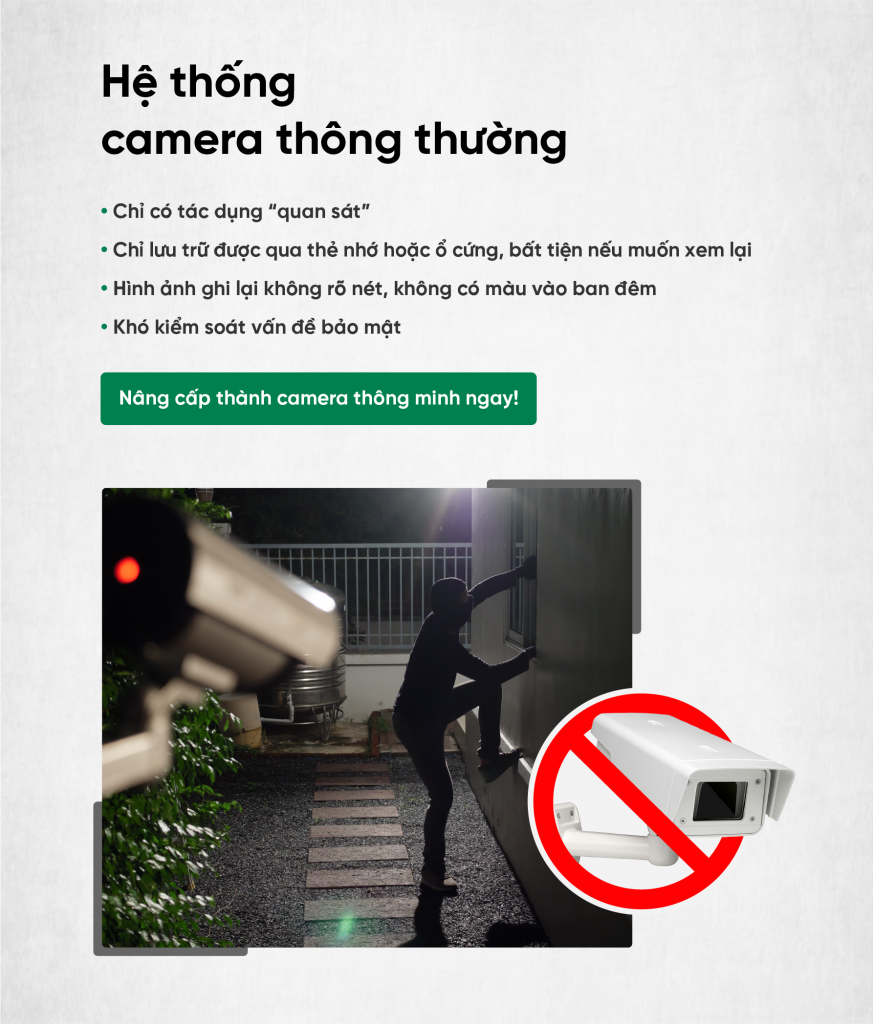 Hệ thống
camera thông thường
• Chỉ có tác dụng “quan sát”
• Chỉ lưu trữ được qua thẻ nhớ hoặc ổ cứng, bất tiện nếu muốn xem lại
• Hình ảnh ghi lại không rõ nét, không có màu vào ban đêm
• Khó kiểm soát vấn đề bảo mật
Nâng cấp thành camera thông minh ngay!